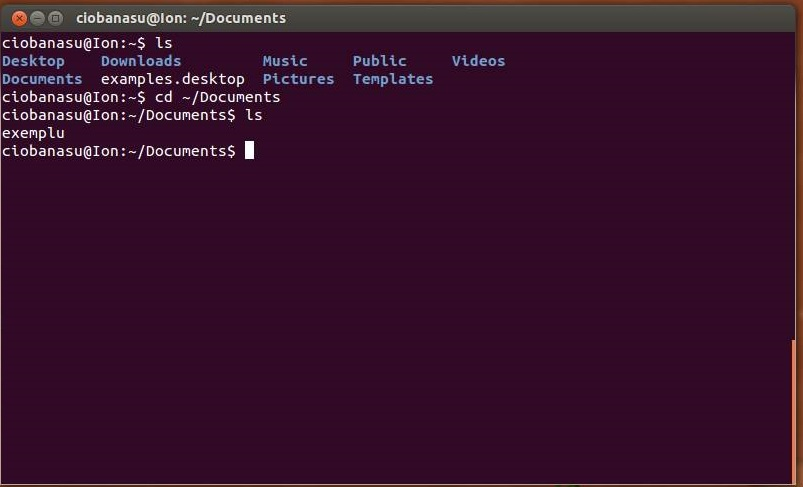 ciobanasu@Ion: ~/Documents
ciobanasu@Ion:~$ ls
Desktop    Downloads         Music     Public     Videos
Documents  examples.desktop  Pictures  Templates
ciobanasu@Ion:~$ cd ~/Documents
ciobanasu@Ion:~/Documents$ ls
exemplu
ciobanasu@Ion:~/Documents$